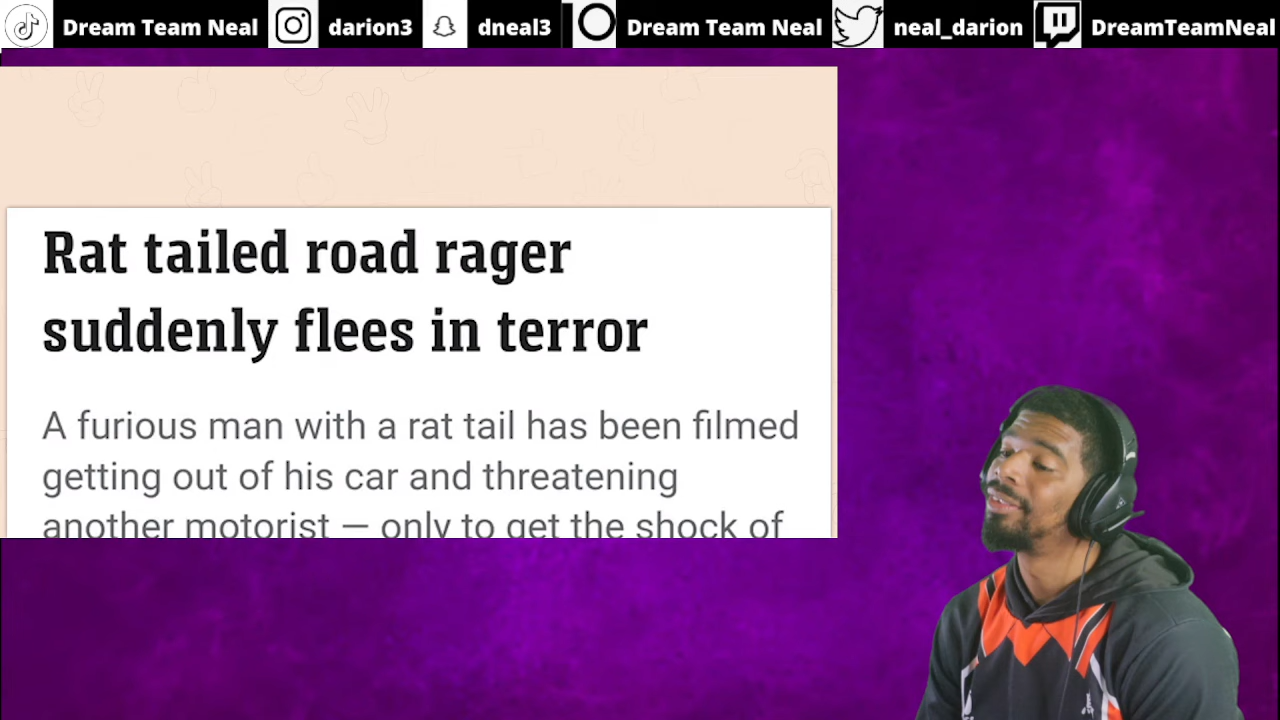 Dream Team Neal darion3 dneal3 Dream Team Neal neal_darion DreamTeamNeal
Rat tailed road rager
suddenly flees in terror
A furious man with a rat tail has been filmed
getting out of his car and threatening
another motorist — only to get the shock of